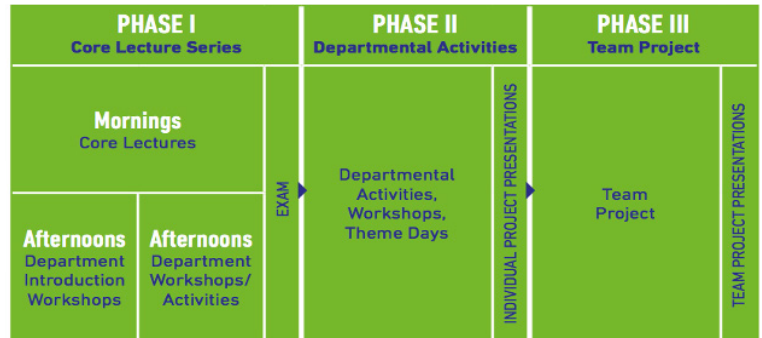 PHASE I
Core Lecture Series
PHASE II
Departmental Activities
PHASE III
Team Project
Mornings
Core Lectures
Afternoons
Department
Introduction
Workshops
Afternoons
Department
Workshops/
Activities
EXAM
Departmental
Activities,
Workshops,
Theme Days
INDIVIDUAL PROJECT PRESENTATIONS
Team
Project
TEAM PROJECT PRESENTATIONS